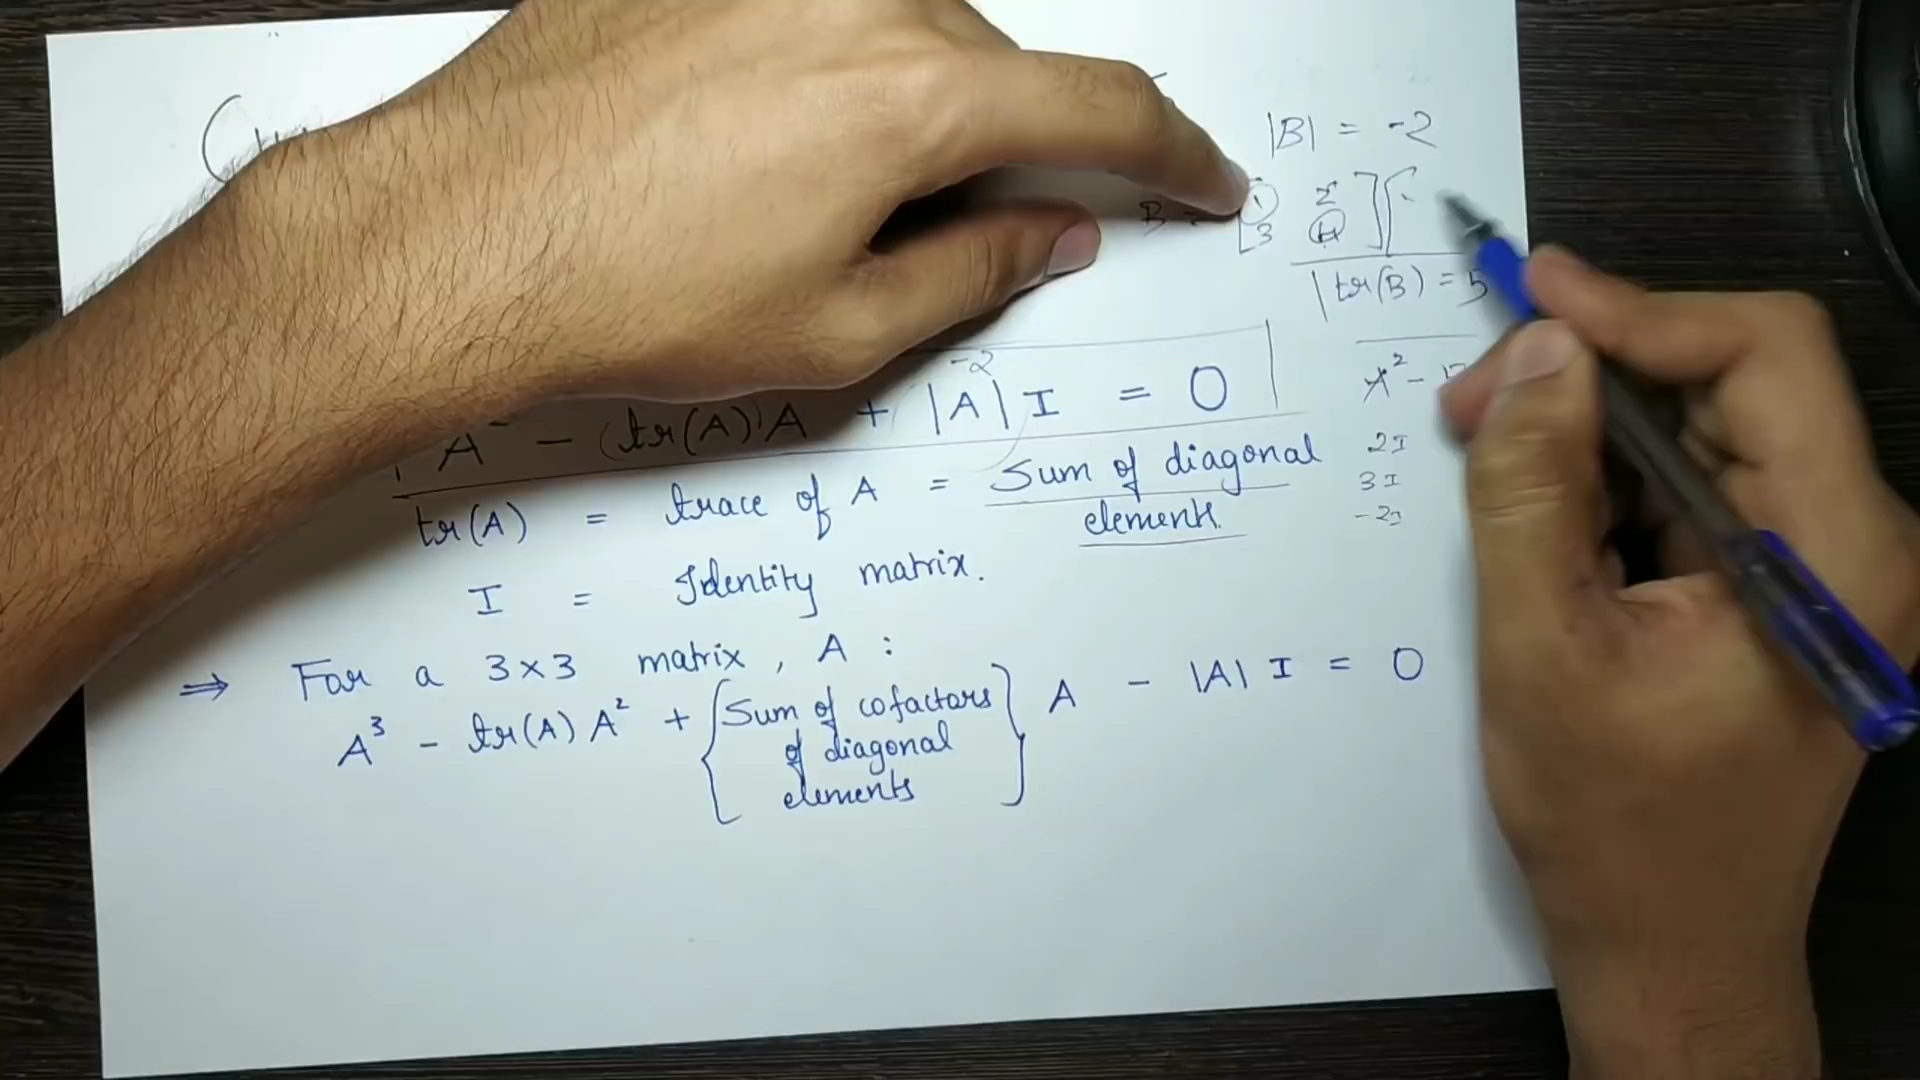 |B| = -2
B = [ 1 2
3 4 ] [
tr(B) = 5
-2
A² - (tr(A))A + |A| I = 0
2I
3I
-2I
tr(A) = trace of A = Sum of diagonal
elements.
I = Identity matrix.
⇒ For a 3×3 matrix, A :
A³ - tr(A) A² + { Sum of cofactors
of diagonal
elements } A - |A| I = 0